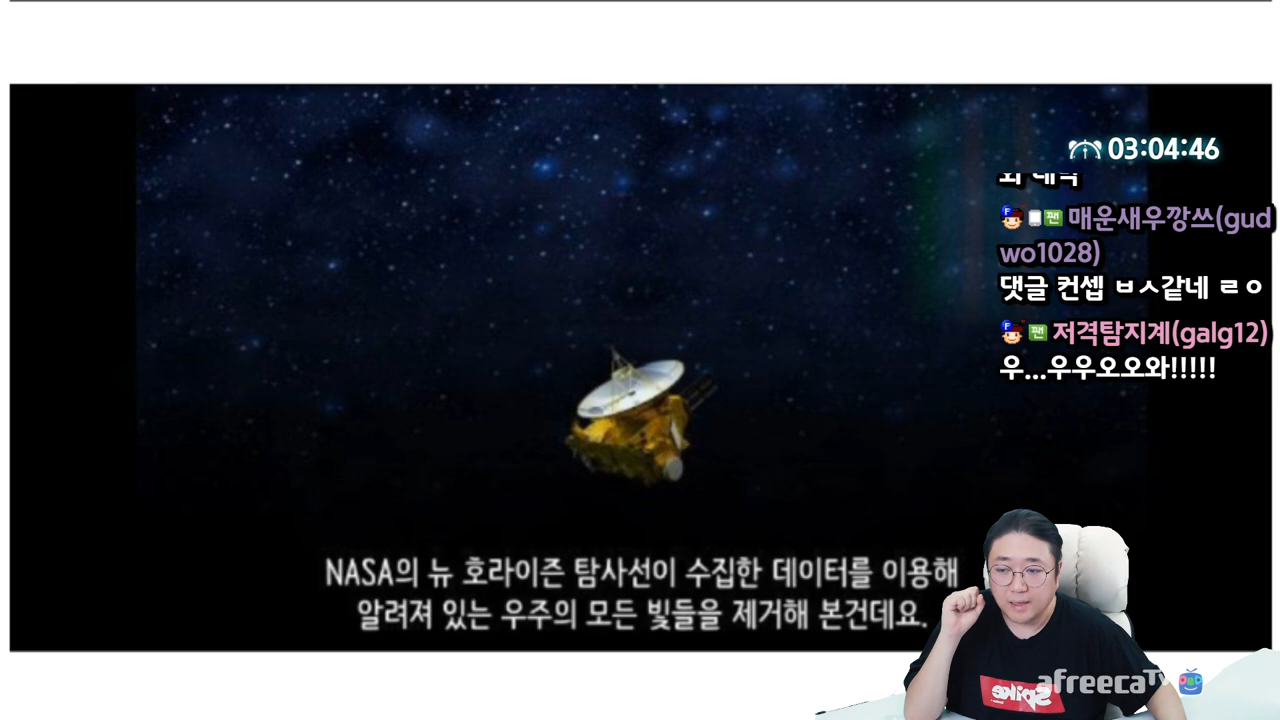 03:04:46
매운새우깡쓰(gud
wo1028)
댓글 컨셉 ㅂㅅ같네 ㄹㅇ
저격탐지계(galg12)
우...우우오오와!!!!!
NASA의 뉴 호라이즌 탐사선이 수집한 데이터를 이용해
알려져 있는 우주의 모든 빛들을 제거해 본건데요.
afreecaTV